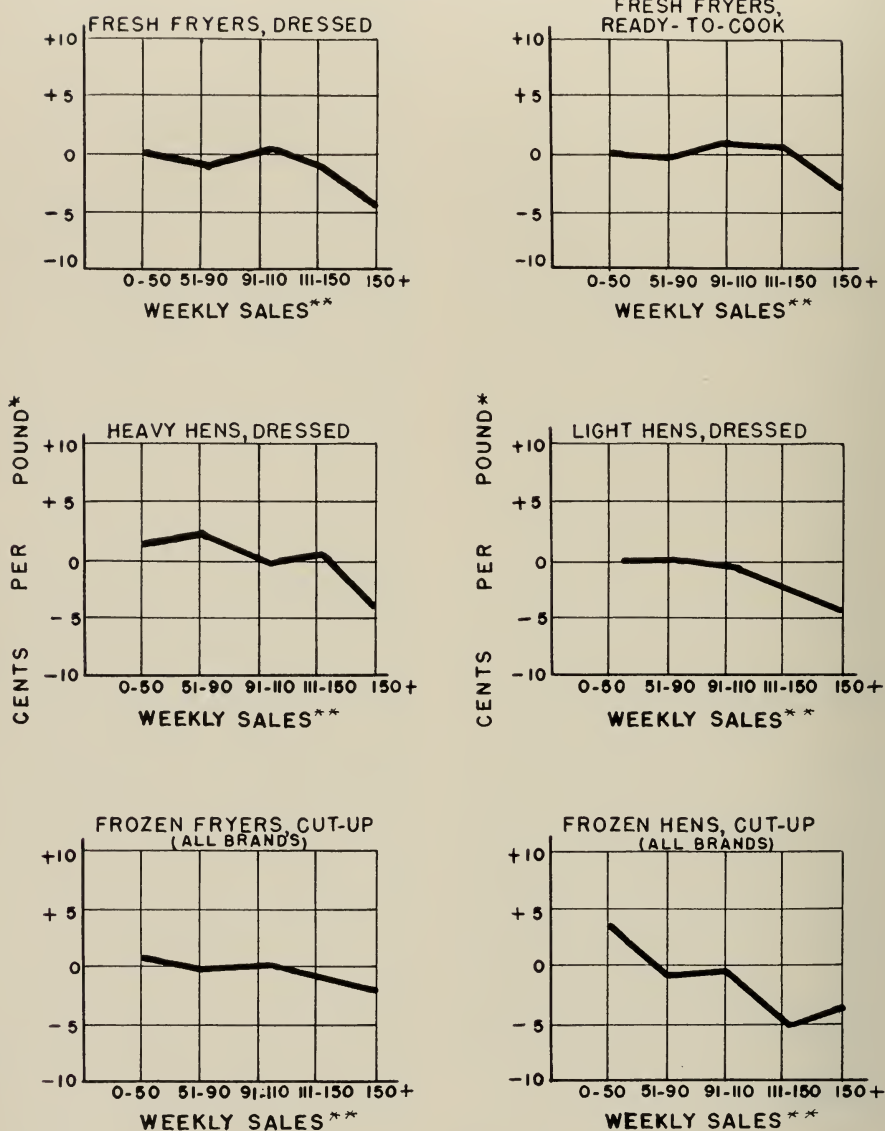 FRESH FRYERS, DRESSED
+10
+5
0
-5
-10
0-50 51-90 91-110 111-150 150+
WEEKLY SALES**
FRESH FRYERS,
READY-TO-COOK
+10
+5
0
-5
-10
0-50 51-90 91-110 111-150 150+
WEEKLY SALES**
CENTS PER POUND*
HEAVY HENS, DRESSED
+10
+5
0
-5
-10
0-50 51-90 91-110 111-150 150+
WEEKLY SALES**
CENTS PER POUND*
LIGHT HENS, DRESSED
+10
+5
0
-5
-10
0-50 51-90 91-110 111-150 150+
WEEKLY SALES**
FROZEN FRYERS, CUT-UP
(ALL BRANDS)
+10
+5
0
-5
-10
0-50 51-90 91-110 111-150 150+
WEEKLY SALES**
FROZEN HENS, CUT-UP
(ALL BRANDS)
+10
+5
0
-5
-10
0-50 51-90 91-110 111-150 150+
WEEKLY SALES**